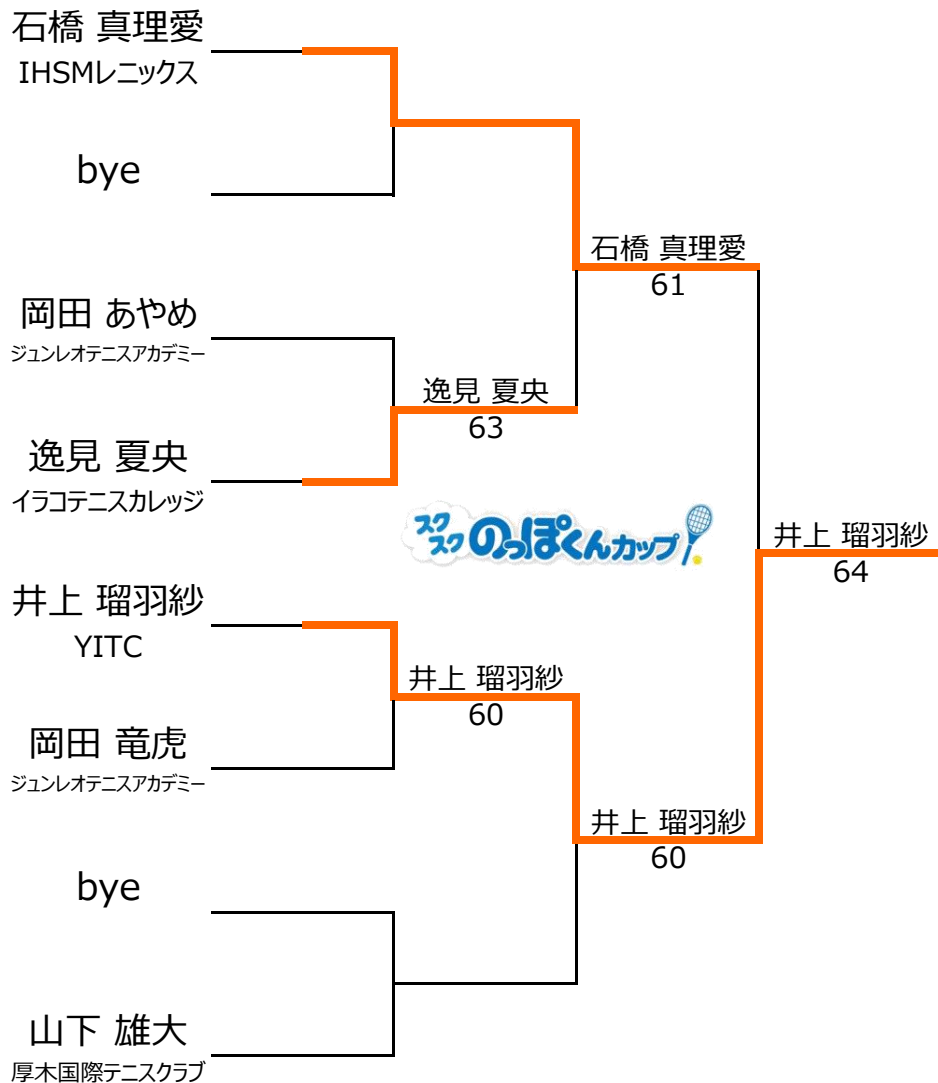 石橋 真理愛
IHSMレニックス
bye
石橋 真理愛
61
岡田 あやめ
ジュンレオテニスアカデミー
逸見 夏央
63
逸見 夏央
イラコテニスカレッジ
スク
スク のっぽくんカップ
井上 瑠羽紗
64
井上 瑠羽紗
YITC
井上 瑠羽紗
60
岡田 竜虎
ジュンレオテニスアカデミー
井上 瑠羽紗
60
bye
山下 雄大
厚木国際テニスクラブ